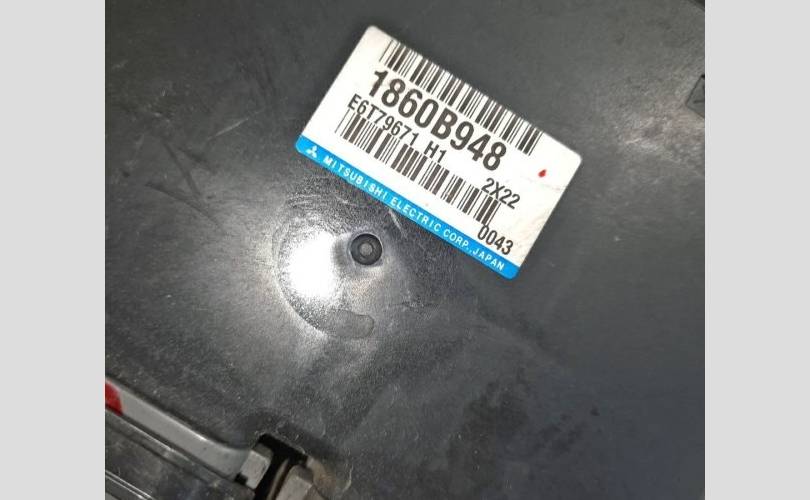 1860B948
E6T79671 H1
2X22
0043
MITSUBISHI ELECTRIC CORP., JAPAN